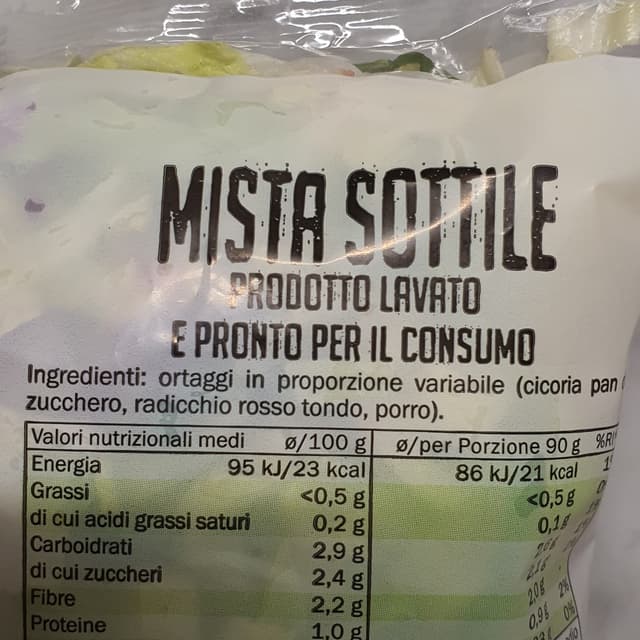 MISTA SOTTILE
PRODOTTO LAVATO
E PRONTO PER IL CONSUMO
Ingredienti: ortaggi in proporzione variabile (cicoria pan
zucchero, radicchio rosso tondo, porro).
Valori nutrizionali medi ø/100 g ø/per Porzione 90 g
Energia 95 kJ/23 kcal 86 kJ/21 kcal
Grassi <0,5 g <0,5 g
di cui acidi grassi saturi 0,2 g 0,1g
Carboidrati 2,9 g
di cui zuccheri 2,4 g
Fibre 2,2 g
Proteine 1,0 g